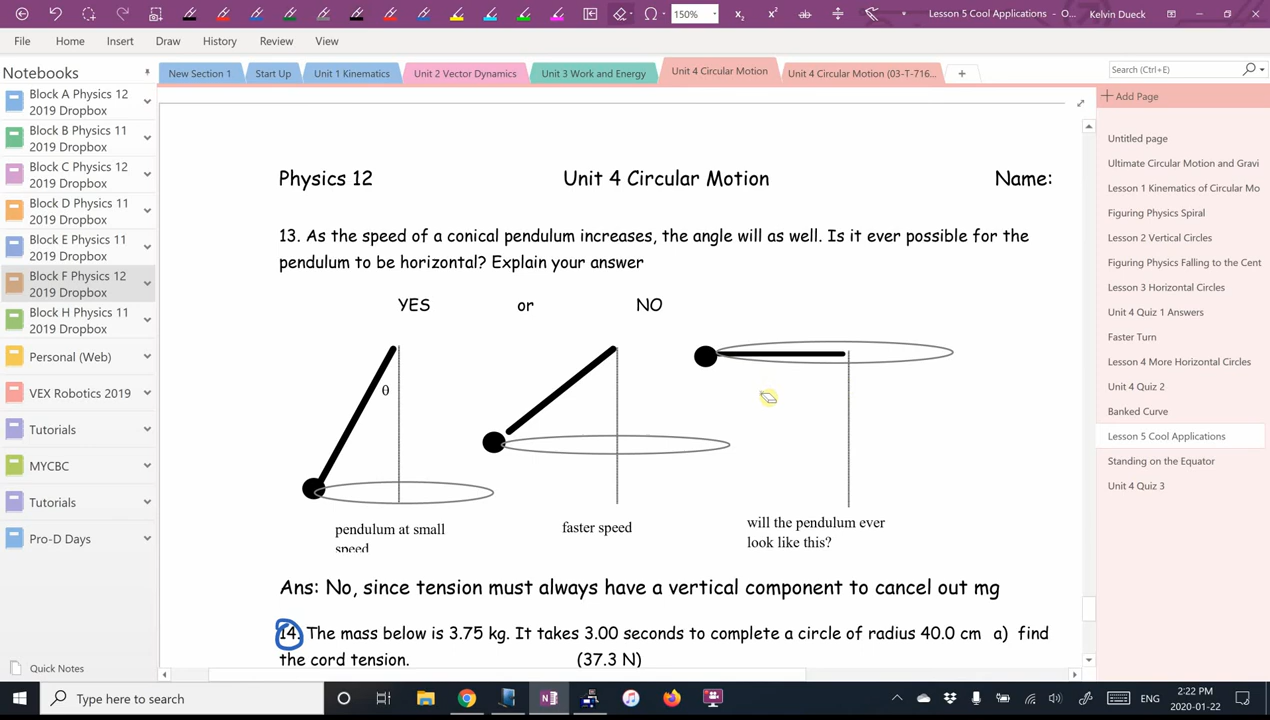 150%
Lesson 5 Cool Applications - O...
Kelvin Dueck
File Home Insert Draw History Review View
Notebooks
New Section 1
Start Up
Unit 1 Kinematics
Unit 2 Vector Dynamics
Unit 3 Work and Energy
Unit 4 Circular Motion
Unit 4 Circular Motion (03-T-716...
Search (Ctrl+E)
Block A Physics 12
2019 Dropbox
Block B Physics 11
2019 Dropbox
Block C Physics 12
2019 Dropbox
Block D Physics 11
2019 Dropbox
Block E Physics 11
2019 Dropbox
Block F Physics 12
2019 Dropbox
Block H Physics 11
2019 Dropbox
Personal (Web)
VEX Robotics 2019
Tutorials
MYCBC
Tutorials
Pro-D Days
Quick Notes
Physics 12 Unit 4 Circular Motion Name:
13. As the speed of a conical pendulum increases, the angle will as well. Is it ever possible for the
pendulum to be horizontal? Explain your answer
YES or NO
θ
pendulum at small
speed
faster speed
will the pendulum ever
look like this?
Ans: No, since tension must always have a vertical component to cancel out mg
14. The mass below is 3.75 kg. It takes 3.00 seconds to complete a circle of radius 40.0 cm a) find
the cord tension. (37.3 N)
Add Page
Untitled page
Ultimate Circular Motion and Gravi
Lesson 1 Kinematics of Circular Mo
Figuring Physics Spiral
Lesson 2 Vertical Circles
Figuring Physics Falling to the Cent
Lesson 3 Horizontal Circles
Unit 4 Quiz 1 Answers
Faster Turn
Lesson 4 More Horizontal Circles
Unit 4 Quiz 2
Banked Curve
Lesson 5 Cool Applications
Standing on the Equator
Unit 4 Quiz 3
Type here to search
ENG
2:22 PM
2020-01-22